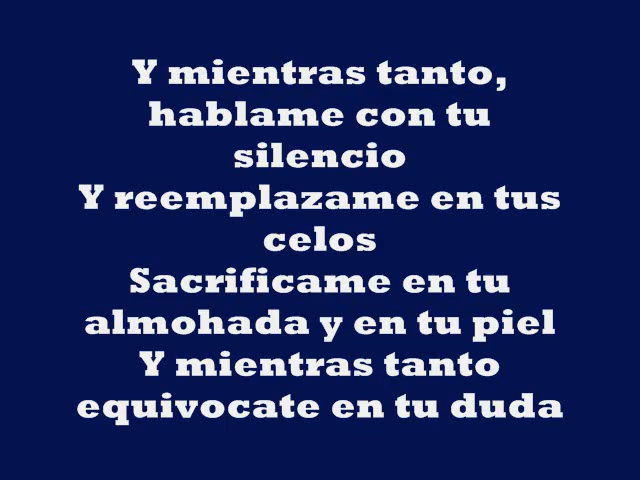 Y mientras tanto,
hablame con tu
silencio
Y reemplazame en tus
celos
Sacrificame en tu
almohada y en tu piel
Y mientras tanto
equivocate en tu duda